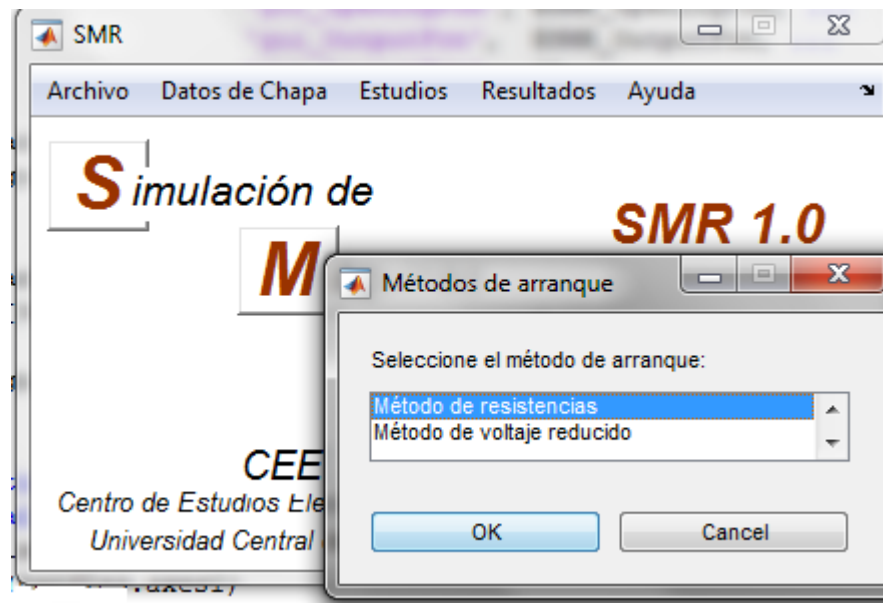 SMR
Archivo Datos de Chapa Estudios Resultados Ayuda
Simulación de
SMR 1.0
M
Métodos de arranque
Seleccione el método de arranque:
Método de resistencias
Método de voltaje reducido
OK Cancel
CEE
Centro de Estudios
Universidad Central